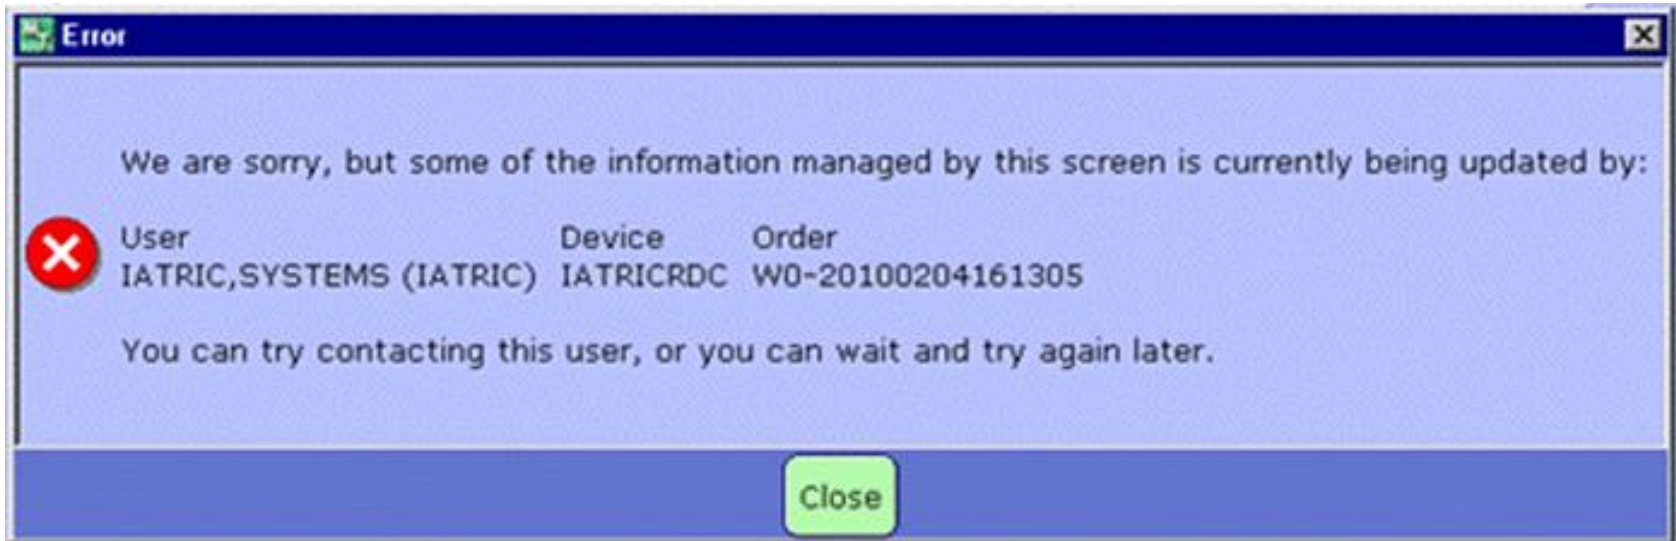 Error
We are sorry, but some of the information managed by this screen is currently being updated by:
User Device Order
IATRIC,SYSTEMS (IATRIC) IATRICRDC W0-20100204161305
You can try contacting this user, or you can wait and try again later.
Close